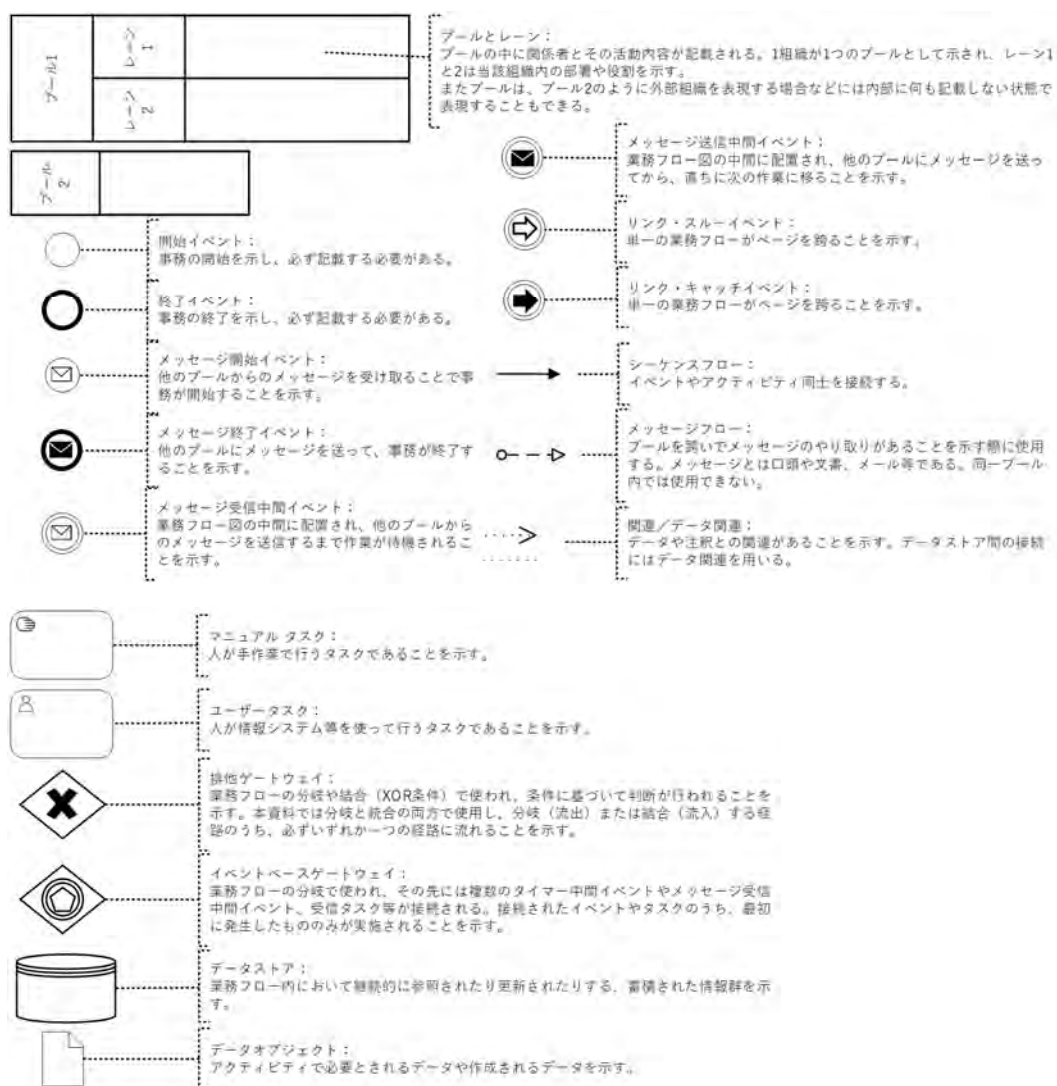 プール1
レーン1
レーン2
プール2
プールとレーン：
プールの中に関係者とその活動内容が記載される。1組織が1つのプールとして示され、レーン1
と2は当該組織内の部署や役割を示す。
またプールは、プール2のように外部組織を表現する場合などには内部に何も記載しない状態で
表現することもできる。
開始イベント：
事務の開始を示し、必ず記載する必要がある。
終了イベント：
事務の終了を示し、必ず記載する必要がある。
メッセージ開始イベント：
他のプールからのメッセージを受け取ることで事
務が開始することを示す。
メッセージ終了イベント：
他のプールにメッセージを送って、事務が終了す
ることを示す。
メッセージ受信中間イベント：
業務フロー図の中間に配置され、他のプールから
のメッセージを送信するまで作業が待機されるこ
とを示す。
メッセージ送信中間イベント：
業務フロー図の中間に配置され、他のプールにメッセージを送っ
てから、直ちに次の作業に移ることを示す。
リンク・スルーイベント：
単一の業務フローがページを跨ることを示す。
リンク・キャッチイベント：
単一の業務フローがページを跨ることを示す。
シーケンスフロー：
イベントやアクティビティ同士を接続する。
メッセージフロー：
プールを跨いでメッセージのやり取りがあることを示す際に使用
する。メッセージとは口頭や文書、メール等である。同一プール
内では使用できない。
関連／データ関連：
データや注釈との関連があることを示す。データストア間の接続
にはデータ関連を用いる。
マニュアル タスク：
人が手作業で行うタスクであることを示す。
ユーザータスク：
人が情報システム等を使って行うタスクであることを示す。
排他ゲートウェイ：
業務フローの分岐や結合（XOR条件）で使われ、条件に基づいて判断が行われることを
示す。本資料では分岐と統合の両方で使用し、分岐（流出）または結合（流入）する経
路のうち、必ずいずれか一つの経路に流れることを示す。
イベントベースゲートウェイ：
業務フローの分岐で使われ、その先には複数のタイマー中間イベントやメッセージ受信
中間イベント、受信タスク等が接続される。接続されたイベントやタスクのうち、最初
に発生したもののみが実施されることを示す。
データストア：
業務フロー内において継続的に参照されたり更新されたりする、蓄積された情報群を示
す。
データオブジェクト：
アクティビティで必要とされるデータや作成されるデータを示す。